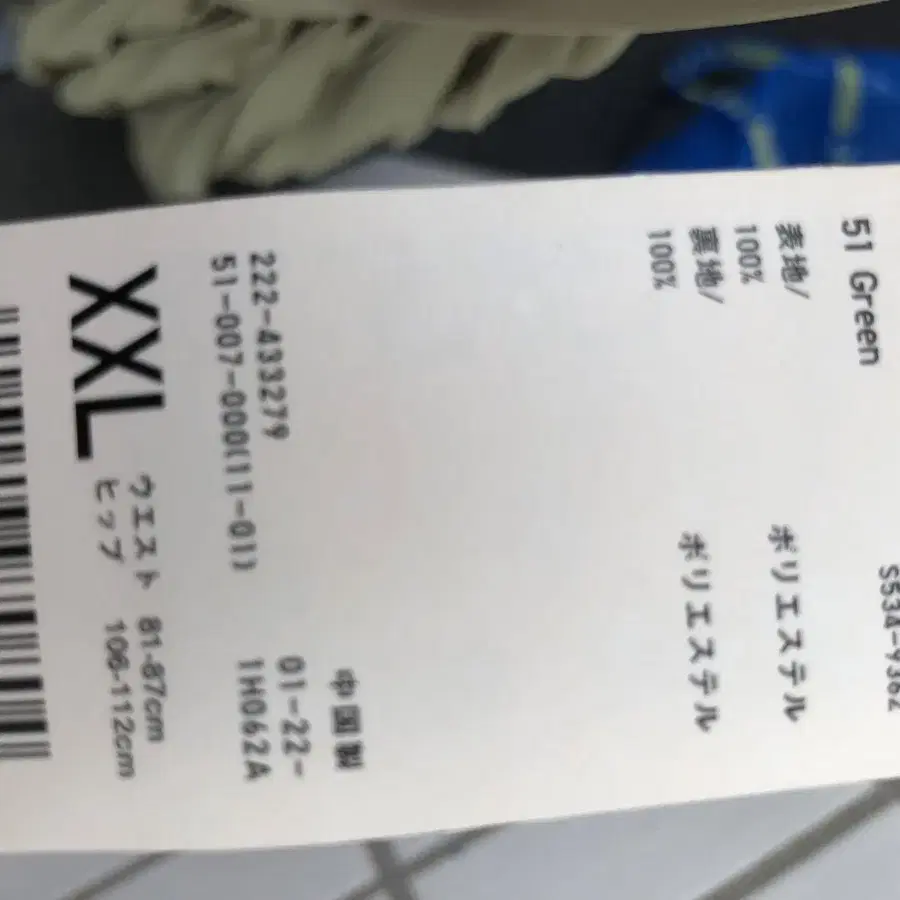 51 Green
表地/ ポリエステル
100%
裏地/ ポリエステル
100%
中国製
222-433279 01-22-
51-007-000(11-01) 1H062A
XXL
ウエスト 81-87cm
ヒップ 106-112cm